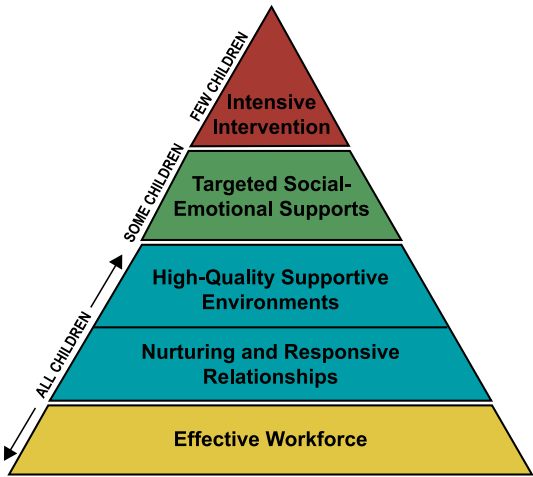 FEW CHILDREN
Intensive
Intervention
SOME CHILDREN
Targeted Social-
Emotional Supports
ALL CHILDREN
High-Quality Supportive
Environments
Nurturing and Responsive
Relationships
Effective Workforce